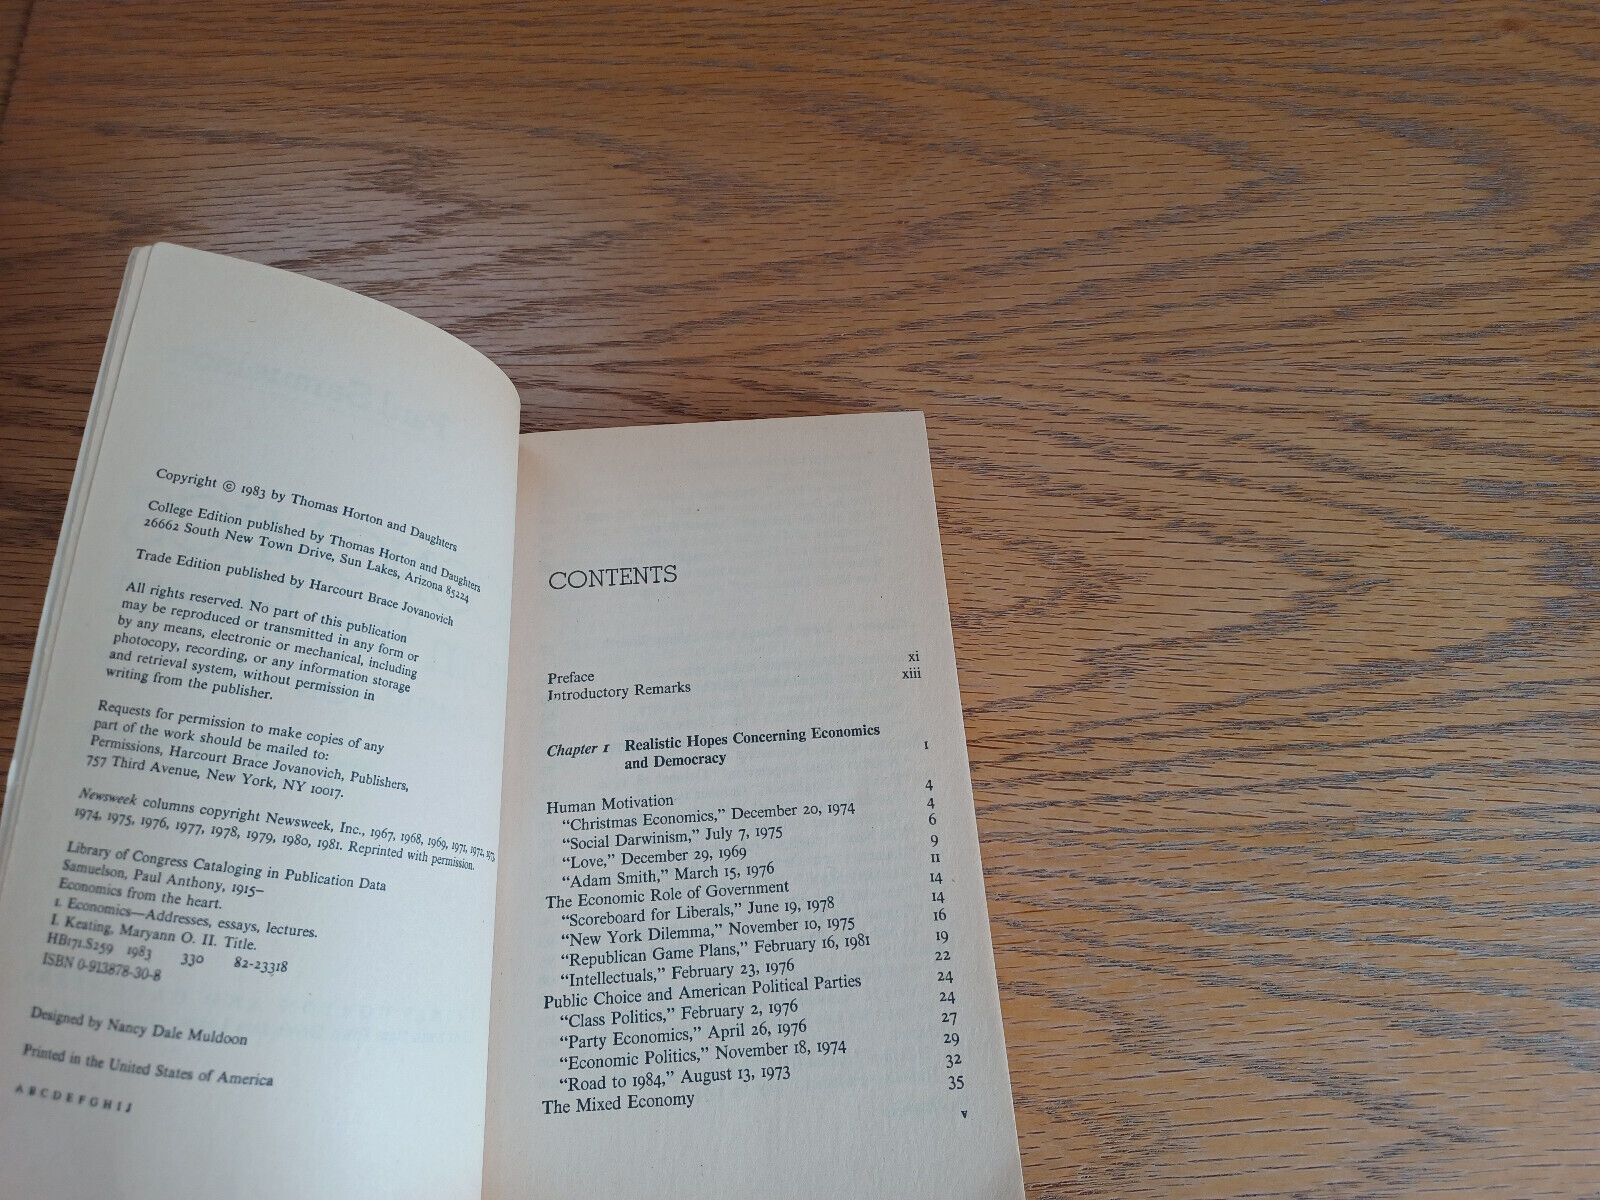 Copyright © 1983 by Thomas Horton and Daughters
College Edition published by Thomas Horton and Daughters
26662 South New Town Drive, Sun Lakes, Arizona 85224
Trade Edition published by Harcourt Brace Jovanovich
All rights reserved. No part of this publication
may be reproduced or transmitted in any form or
by any means, electronic or mechanical, including
photocopy, recording, or any information storage
and retrieval system, without permission in
writing from the publisher.
Requests for permission to make copies of any
part of the work should be mailed to:
Permissions, Harcourt Brace Jovanovich, Publishers,
757 Third Avenue, New York, NY 10017.
Newsweek columns copyright Newsweek, Inc., 1967, 1968, 1969, 1971, 1972, 1973,
1974, 1975, 1976, 1977, 1978, 1979, 1980, 1981. Reprinted with permission.
Library of Congress Cataloging in Publication Data
Samuelson, Paul Anthony, 1915–
Economics from the heart.
1. Economics—Addresses, essays, lectures.
I. Keating, Maryann O. II. Title.
HB171.S259 1983 330 82-23318
ISBN 0-913878-30-8
Designed by Nancy Dale Muldoon
Printed in the United States of America
A B C D E F G H I J
CONTENTS
Preface xi
Introductory Remarks xiii
Chapter 1 Realistic Hopes Concerning Economics
and Democracy 1
Human Motivation 4
“Christmas Economics,” December 20, 1974 4
“Social Darwinism,” July 7, 1975 6
“Love,” December 29, 1969 9
“Adam Smith,” March 15, 1976 11
The Economic Role of Government 14
“Scoreboard for Liberals,” June 19, 1978 14
“New York Dilemma,” November 10, 1975 16
“Republican Game Plans,” February 16, 1981 19
“Intellectuals,” February 23, 1976 22
Public Choice and American Political Parties 24
“Class Politics,” February 2, 1976 24
“Party Economics,” April 26, 1976 27
“Economic Politics,” November 18, 1974 29
“Road to 1984,” August 13, 1973 32
The Mixed Economy 35
v